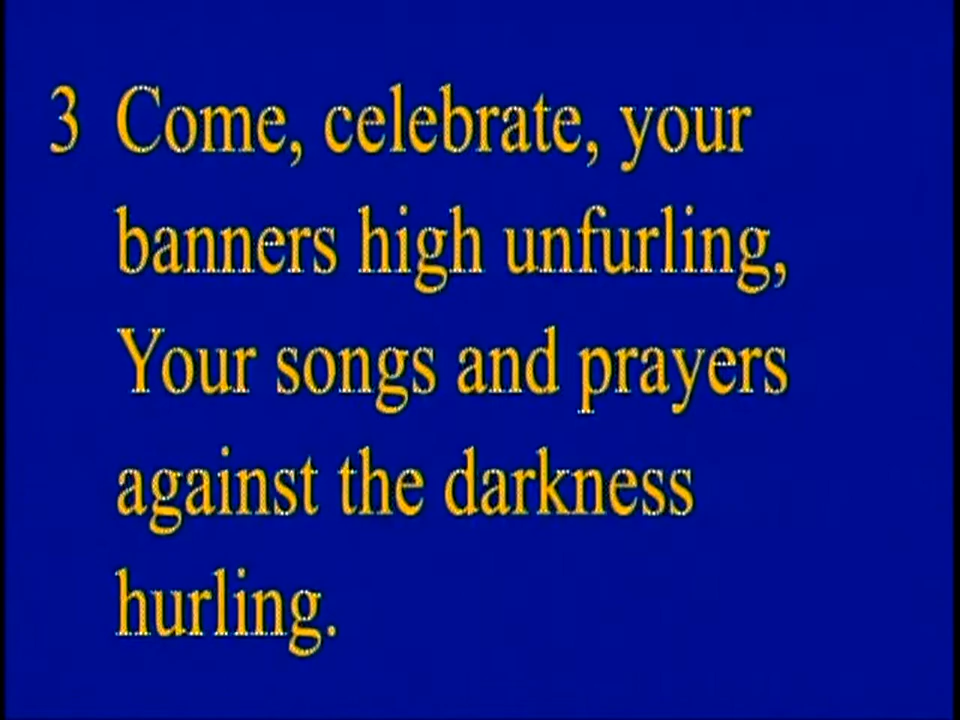 3 Come, celebrate, your
banners high unfurling,
Your songs and prayers
against the darkness
hurling.